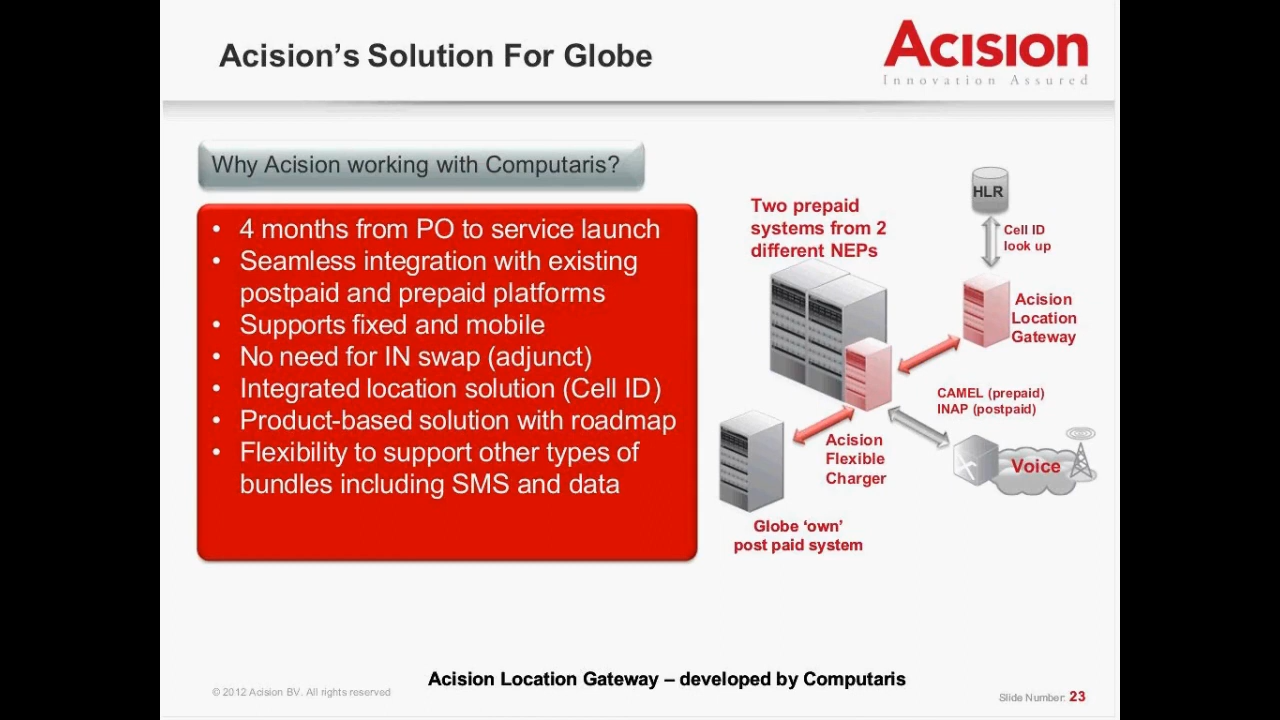 Acision’s Solution For Globe
Acision
Innovation Assured
Why Acision working with Computaris?
• 4 months from PO to service launch
• Seamless integration with existing
postpaid and prepaid platforms
• Supports fixed and mobile
• No need for IN swap (adjunct)
• Integrated location solution (Cell ID)
• Product-based solution with roadmap
• Flexibility to support other types of
bundles including SMS and data
Two prepaid
systems from 2
different NEPs
HLR
Cell ID
look up
Acision
Location
Gateway
CAMEL (prepaid)
INAP (postpaid)
Acision
Flexible
Charger
Voice
Globe ‘own’
post paid system
Acision Location Gateway – developed by Computaris
© 2012 Acision BV. All rights reserved
Slide Number: 23